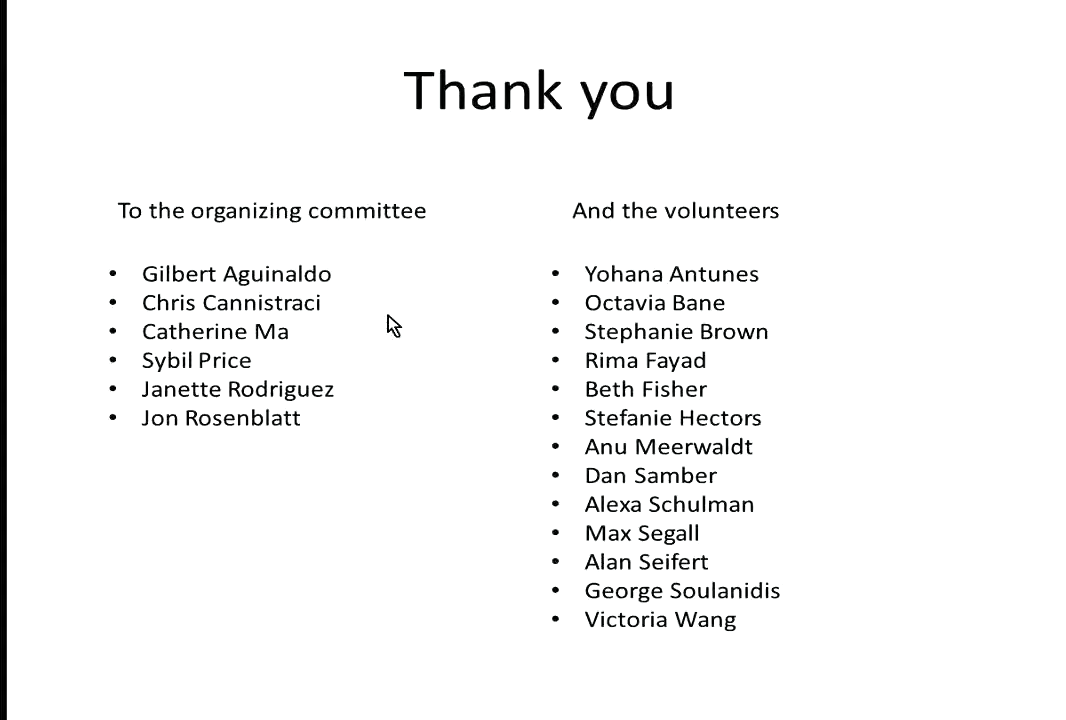 Thank you
To the organizing committee
• Gilbert Aguinaldo
• Chris Cannistraci
• Catherine Ma
• Sybil Price
• Janette Rodriguez
• Jon Rosenblatt
And the volunteers
• Yohana Antunes
• Octavia Bane
• Stephanie Brown
• Rima Fayad
• Beth Fisher
• Stefanie Hectors
• Anu Meerwaldt
• Dan Samber
• Alexa Schulman
• Max Segall
• Alan Seifert
• George Soulanidis
• Victoria Wang